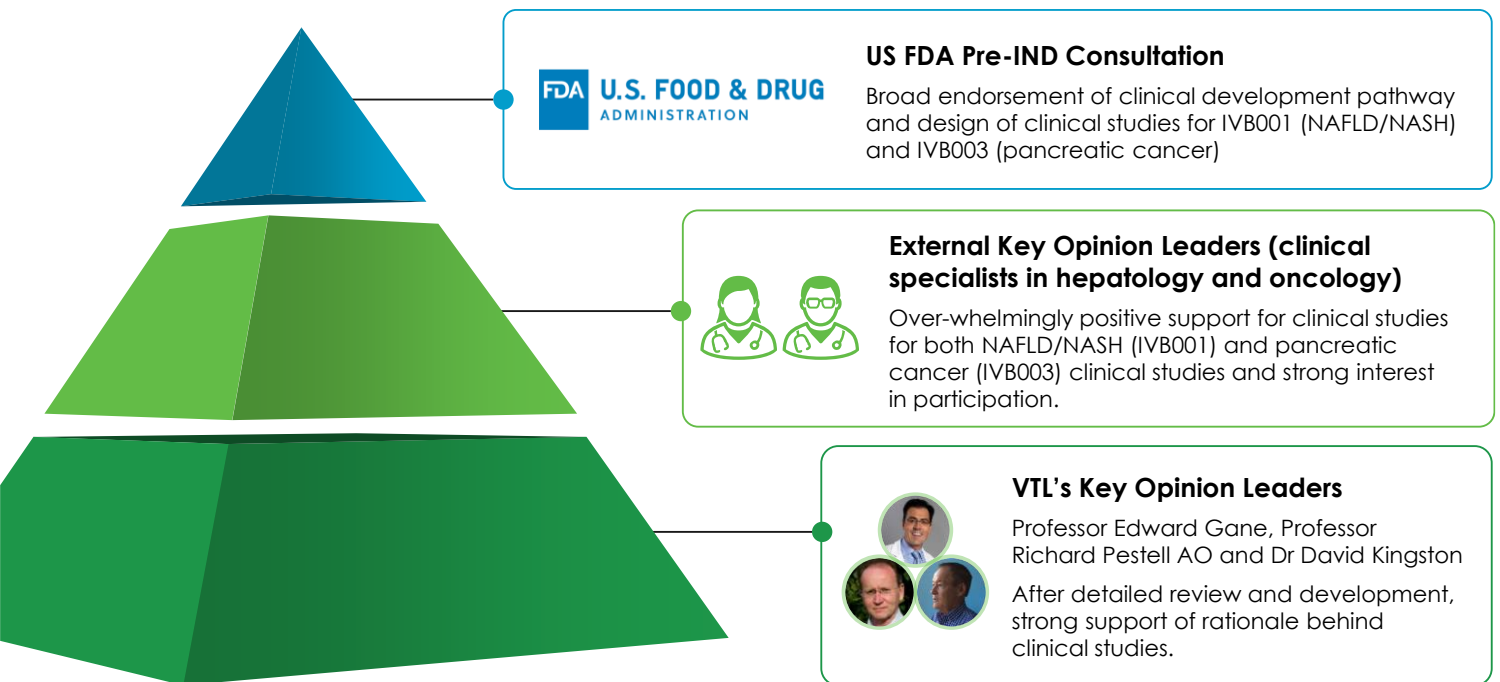 FDA
U.S. FOOD & DRUG
ADMINISTRATION
US FDA Pre-IND Consultation
Broad endorsement of clinical development pathway
and design of clinical studies for IVB001 (NAFLD/NASH)
and IVB003 (pancreatic cancer)
External Key Opinion Leaders (clinical
specialists in hepatology and oncology)
Over-whelmingly positive support for clinical studies
for both NAFLD/NASH (IVB001) and pancreatic
cancer (IVB003) clinical studies and strong interest
in participation.
VTL’s Key Opinion Leaders
Professor Edward Gane, Professor
Richard Pestell AO and Dr David Kingston
After detailed review and development,
strong support of rationale behind
clinical studies.